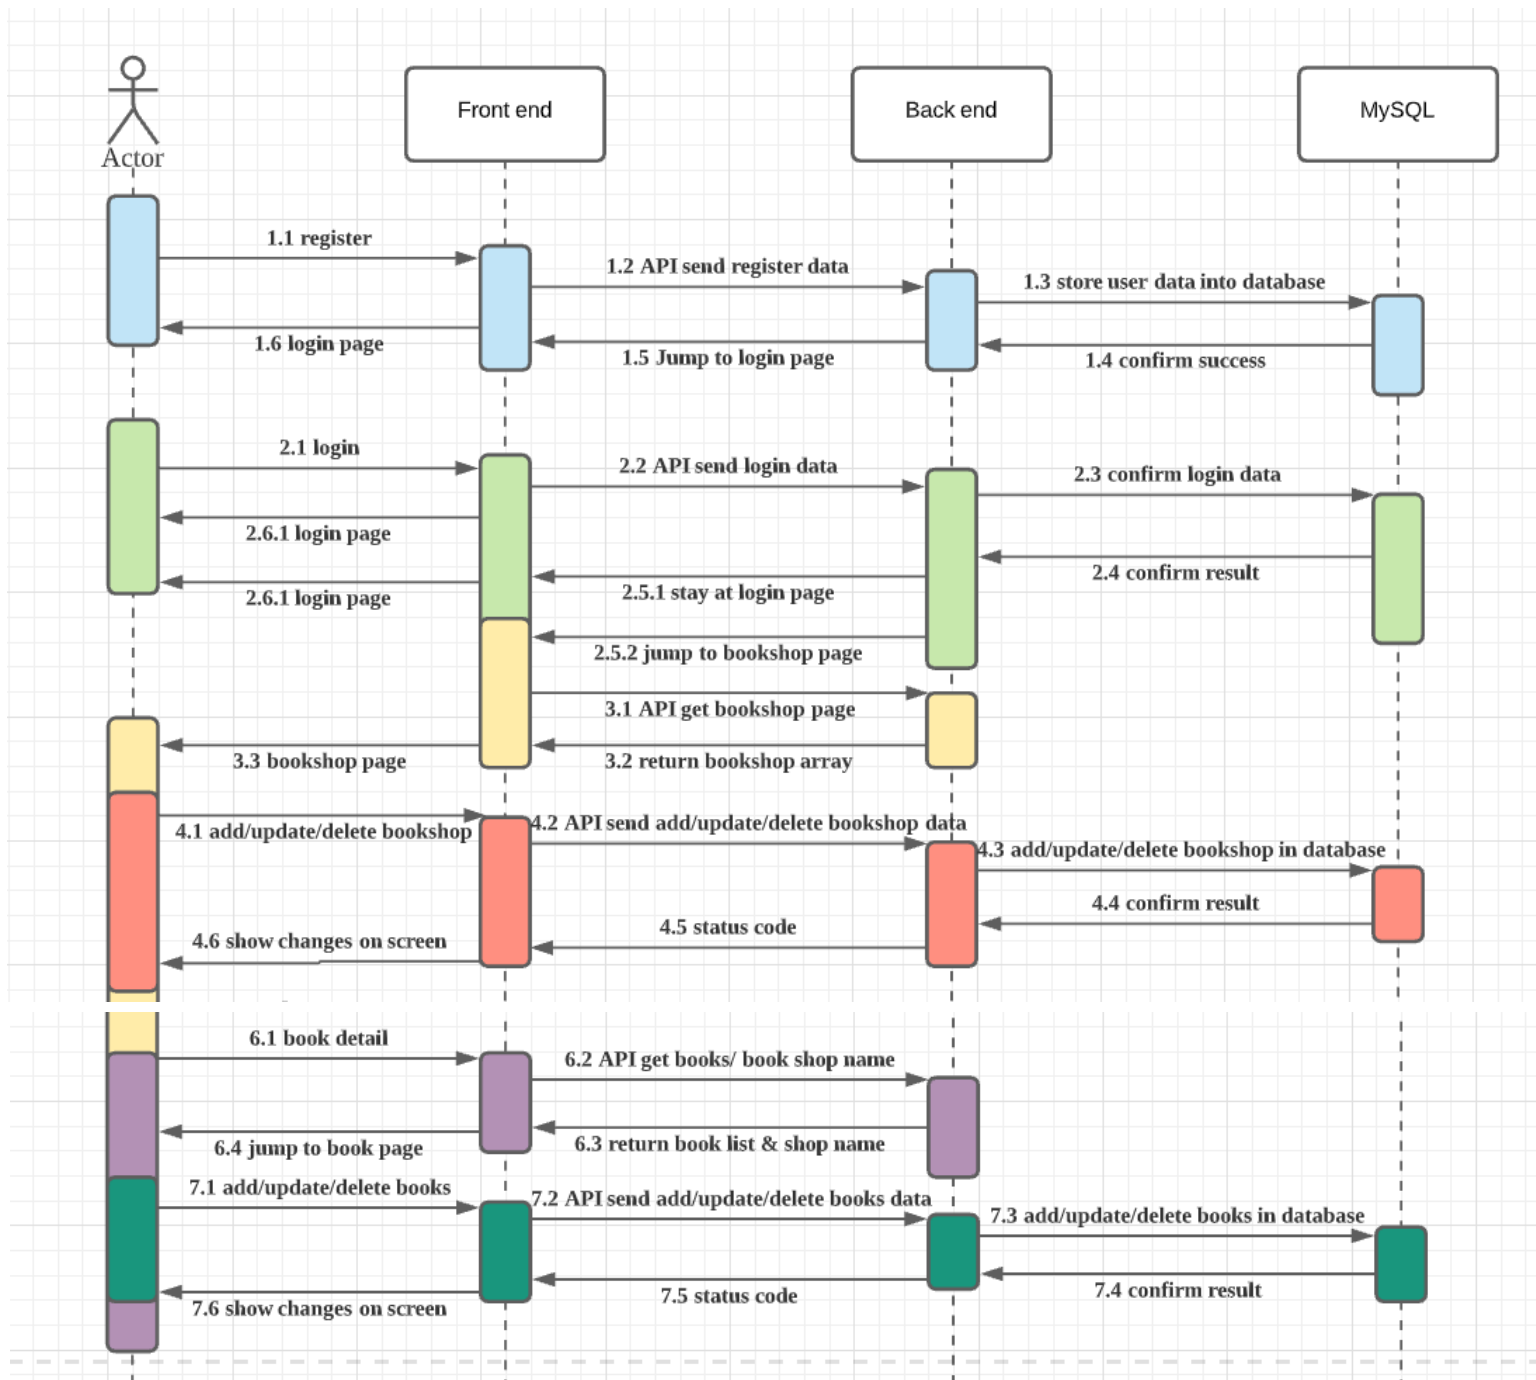 Actor
Front end
Back end
MySQL
1.1 register
1.2 API send register data
1.3 store user data into database
1.6 login page
1.5 Jump to login page
1.4 confirm success
2.1 login
2.2 API send login data
2.3 confirm login data
2.6.1 login page
2.4 confirm result
2.6.1 login page
2.5.1 stay at login page
2.5.2 jump to bookshop page
3.1 API get bookshop page
3.3 bookshop page
3.2 return bookshop array
4.1 add/update/delete bookshop
4.2 API send add/update/delete bookshop data
4.3 add/update/delete bookshop in database
4.4 confirm result
4.5 status code
4.6 show changes on screen
6.1 book detail
6.2 API get books/ book shop name
6.4 jump to book page
6.3 return book list & shop name
7.1 add/update/delete books
7.2 API send add/update/delete books data
7.3 add/update/delete books in database
7.6 show changes on screen
7.5 status code
7.4 confirm result